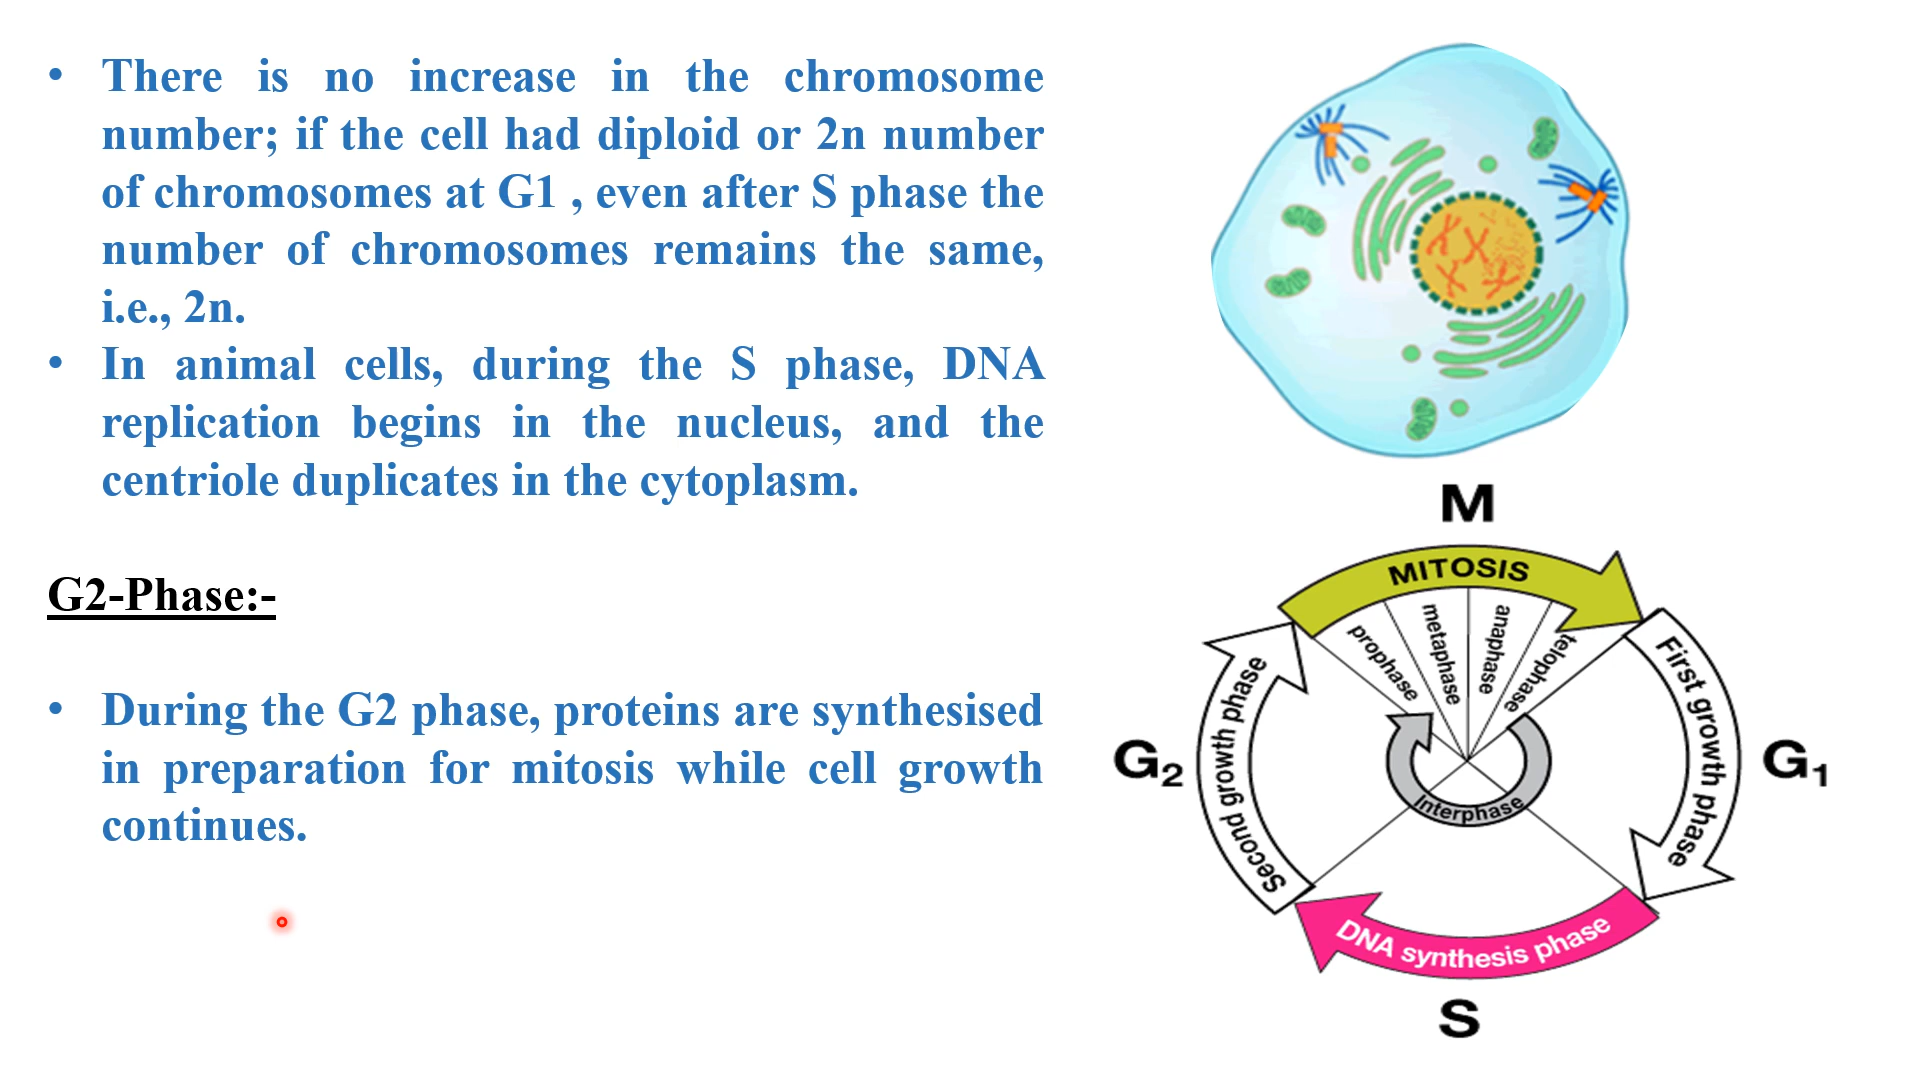 • There is no increase in the chromosome
number; if the cell had diploid or 2n number
of chromosomes at G1 , even after S phase the
number of chromosomes remains the same,
i.e., 2n.
• In animal cells, during the S phase, DNA
replication begins in the nucleus, and the
centriole duplicates in the cytoplasm.
G2-Phase:-
• During the G2 phase, proteins are synthesised
in preparation for mitosis while cell growth
continues.
M
MITOSIS
prophase
metaphase
anaphase
telophase
First growth phase
G₁
Second growth phase
G₂
interphase
DNA synthesis phase
S